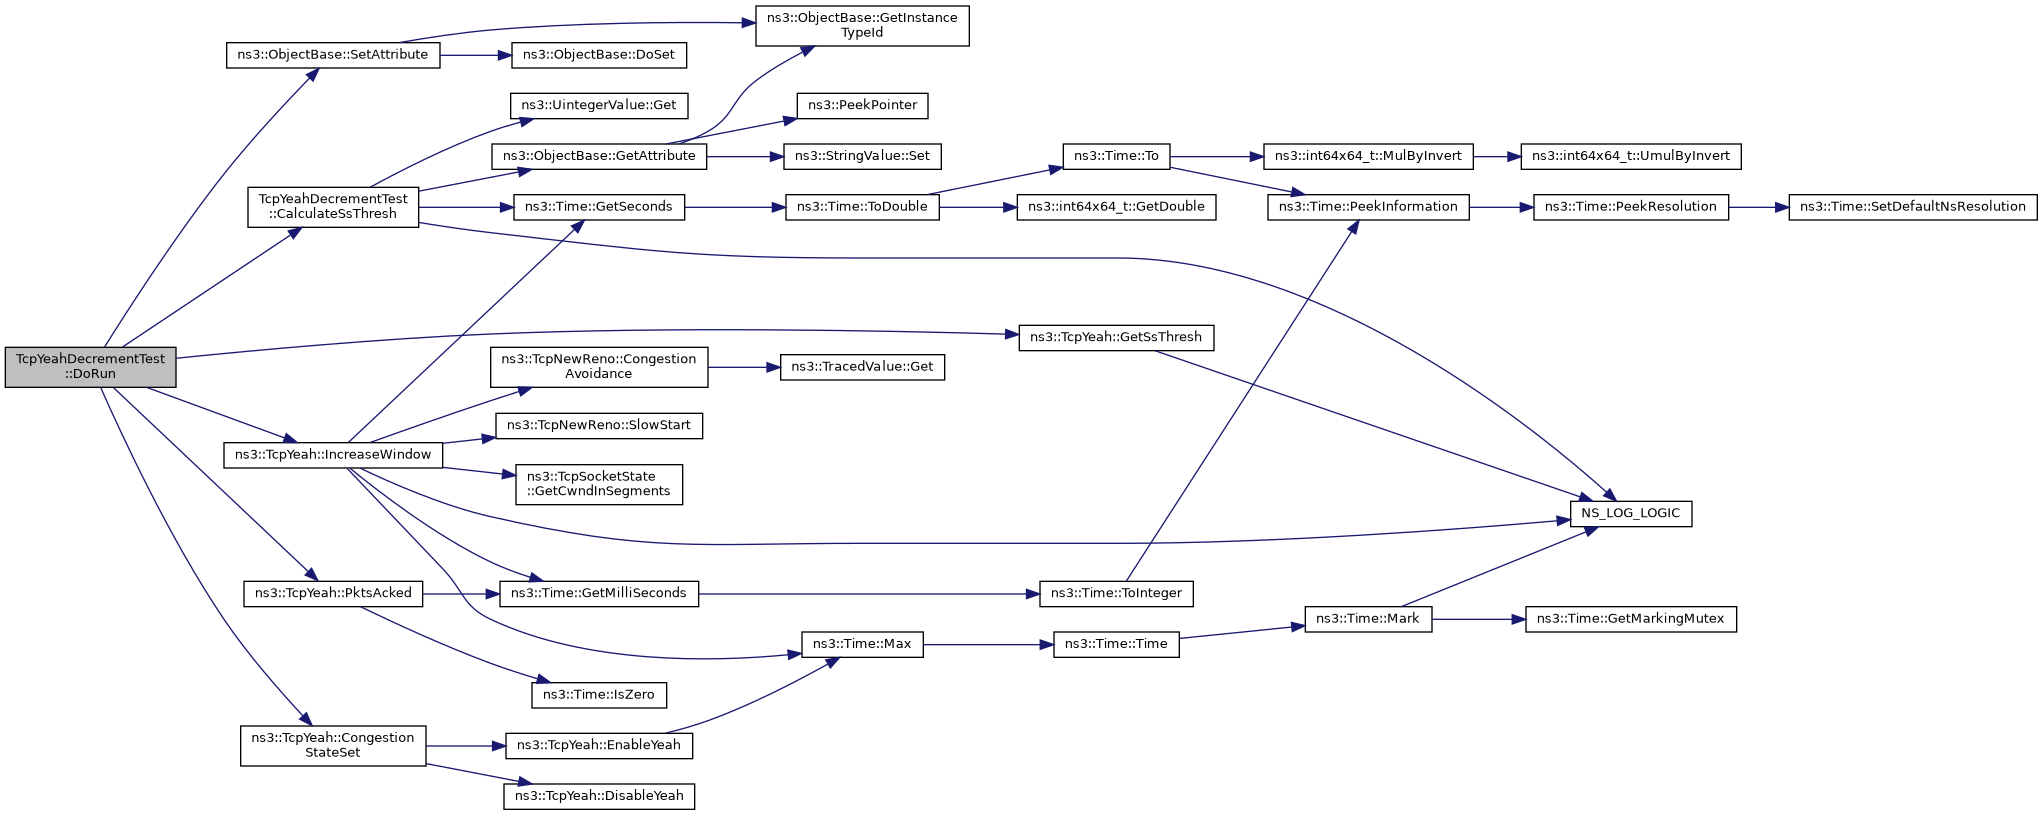 ns3::ObjectBase::GetInstance
TypeId
ns3::ObjectBase::SetAttribute
ns3::ObjectBase::DoSet
ns3::UintegerValue::Get
ns3::PeekPointer
ns3::ObjectBase::GetAttribute
ns3::StringValue::Set
ns3::Time::To
ns3::int64x64_t::MulByInvert
ns3::int64x64_t::UmulByInvert
TcpYeahDecrementTest
::CalculateSsThresh
ns3::Time::GetSeconds
ns3::Time::ToDouble
ns3::int64x64_t::GetDouble
ns3::Time::PeekInformation
ns3::Time::PeekResolution
ns3::Time::SetDefaultNsResolution
ns3::TcpYeah::GetSsThresh
TcpYeahDecrementTest
::DoRun
ns3::TcpNewReno::Congestion
Avoidance
ns3::TracedValue::Get
ns3::TcpNewReno::SlowStart
ns3::TcpYeah::IncreaseWindow
ns3::TcpSocketState
::GetCwndInSegments
NS_LOG_LOGIC
ns3::TcpYeah::PktsAcked
ns3::Time::GetMilliSeconds
ns3::Time::ToInteger
ns3::Time::Mark
ns3::Time::GetMarkingMutex
ns3::Time::Max
ns3::Time::Time
ns3::Time::IsZero
ns3::TcpYeah::Congestion
StateSet
ns3::TcpYeah::EnableYeah
ns3::TcpYeah::DisableYeah